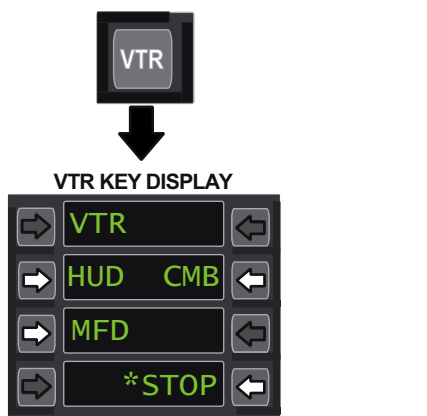 VTR
VTR KEY DISPLAY
VTR
HUD CMB
MFD
*STOP